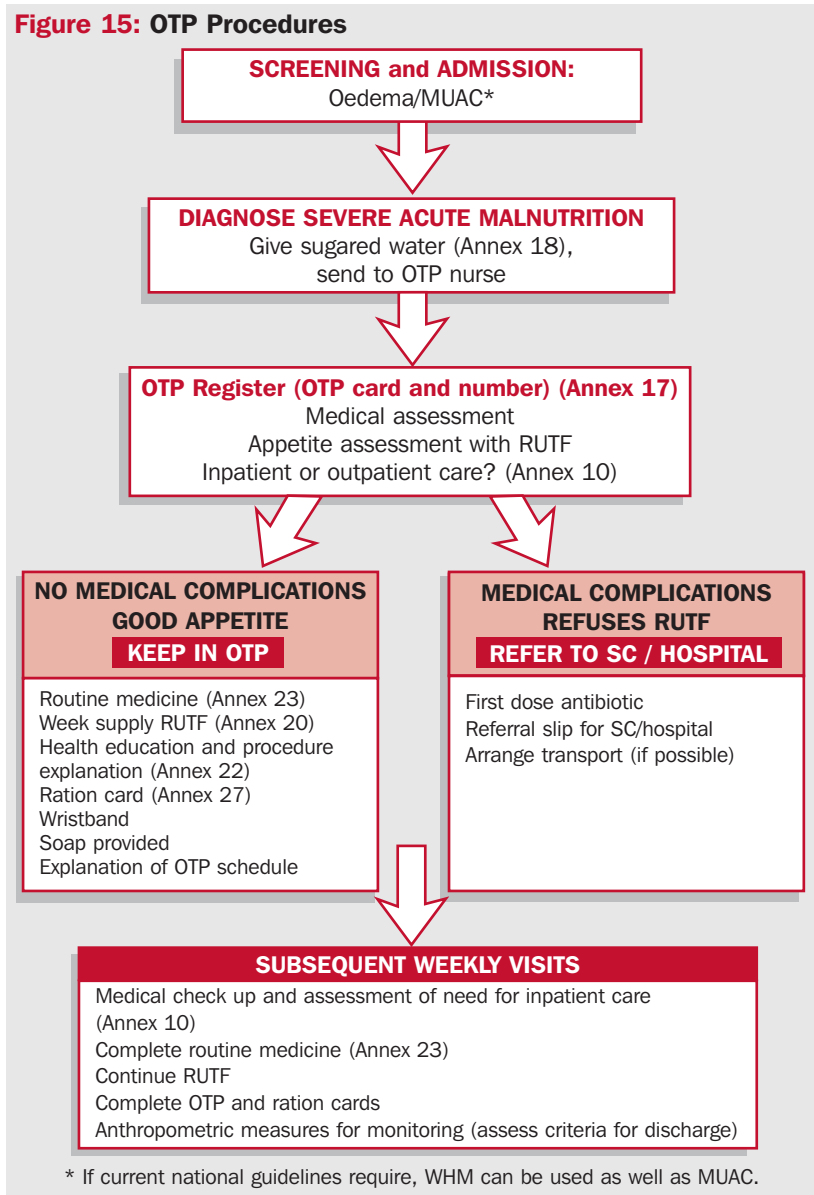 Figure 15: OTP Procedures
SCREENING and ADMISSION:
Oedema/MUAC*
DIAGNOSE SEVERE ACUTE MALNUTRITION
Give sugared water (Annex 18),
send to OTP nurse
OTP Register (OTP card and number) (Annex 17)
Medical assessment
Appetite assessment with RUTF
Inpatient or outpatient care? (Annex 10)
NO MEDICAL COMPLICATIONS
GOOD APPETITE
KEEP IN OTP
Routine medicine (Annex 23)
Week supply RUTF (Annex 20)
Health education and procedure
explanation (Annex 22)
Ration card (Annex 27)
Wristband
Soap provided
Explanation of OTP schedule
MEDICAL COMPLICATIONS
REFUSES RUTF
REFER TO SC / HOSPITAL
First dose antibiotic
Referral slip for SC/hospital
Arrange transport (if possible)
SUBSEQUENT WEEKLY VISITS
Medical check up and assessment of need for inpatient care
(Annex 10)
Complete routine medicine (Annex 23)
Continue RUTF
Complete OTP and ration cards
Anthropometric measures for monitoring (assess criteria for discharge)
* If current national guidelines require, WHM can be used as well as MUAC.